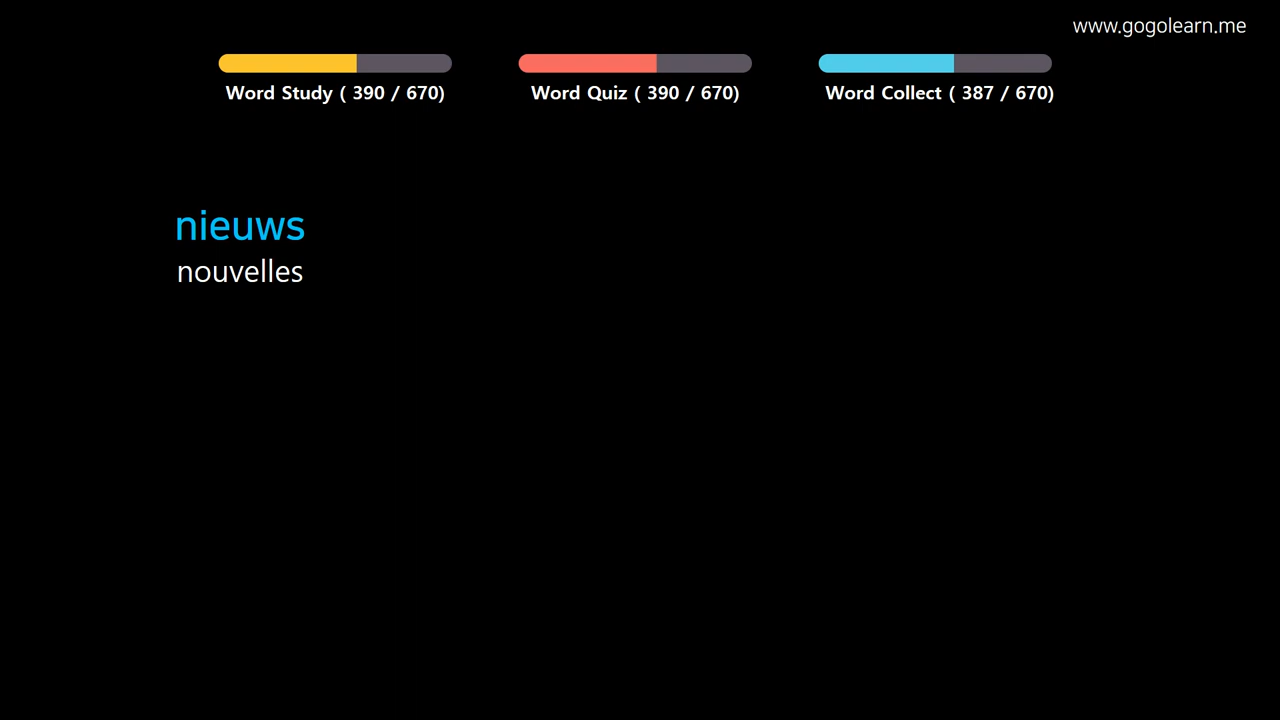 www.gogolearn.me
Word Study ( 390 / 670)
Word Quiz ( 390 / 670)
Word Collect ( 387 / 670)
nieuws
nouvelles